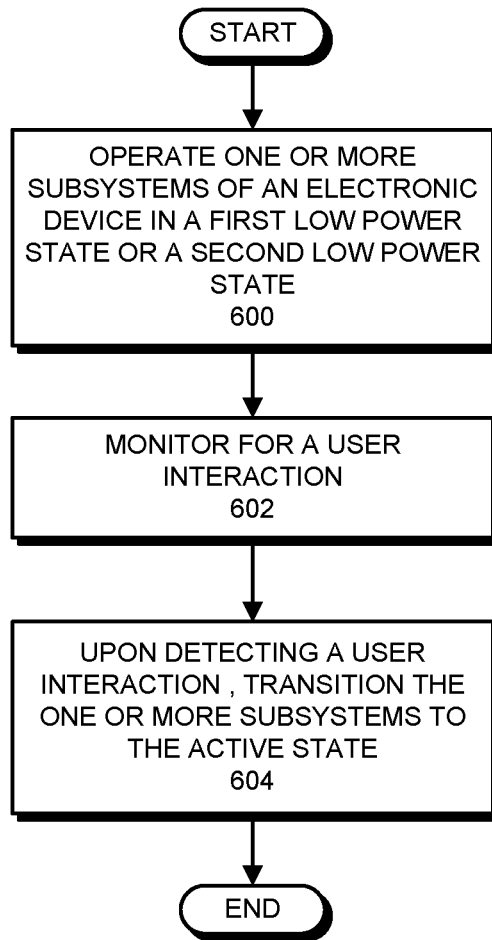 START
OPERATE ONE OR MORE
SUBSYSTEMS OF AN ELECTRONIC
DEVICE IN A FIRST LOW POWER
STATE OR A SECOND LOW POWER
STATE
600
MONITOR FOR A USER
INTERACTION
602
UPON DETECTING A USER
INTERACTION , TRANSITION THE
ONE OR MORE SUBSYSTEMS TO
THE ACTIVE STATE
604
END